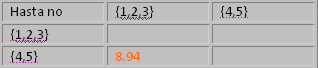 Hasta no {1,2,3} {4,5}
{1,2,3}
{4,5} 8.94